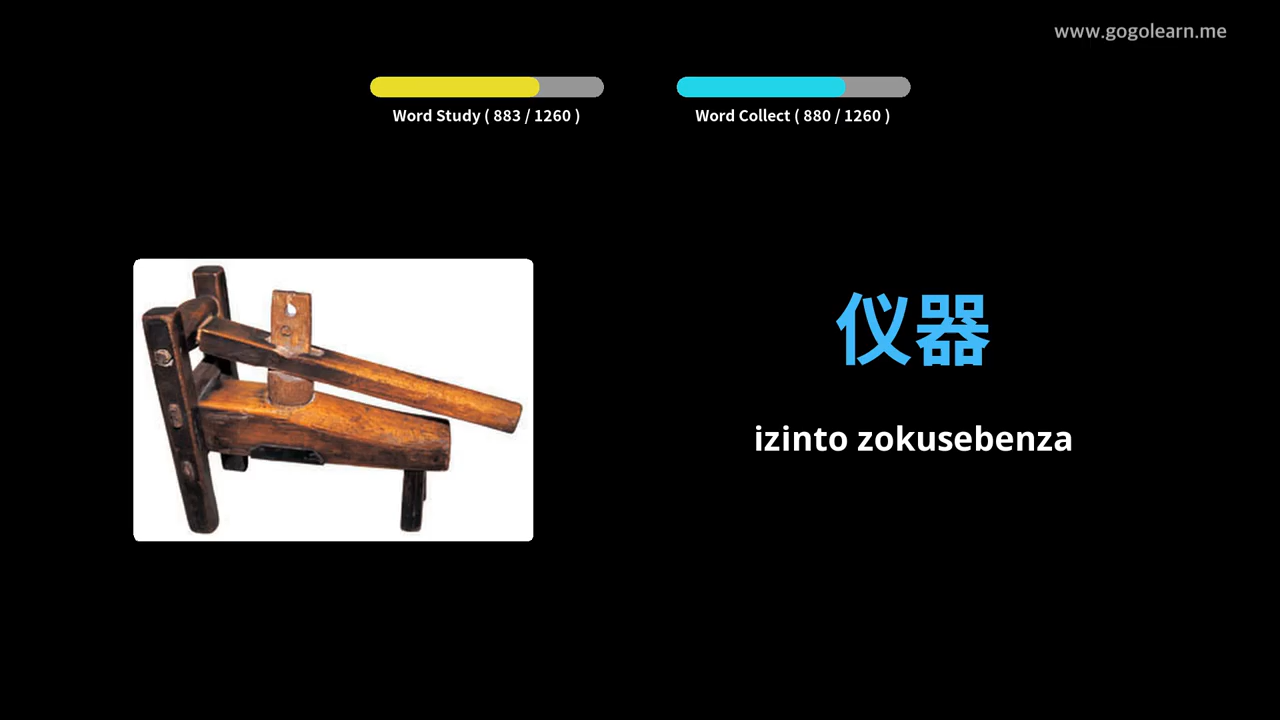 www.gogolearn.me
Word Study ( 883 / 1260 )
Word Collect ( 880 / 1260 )
仪器
izinto zokusebenza